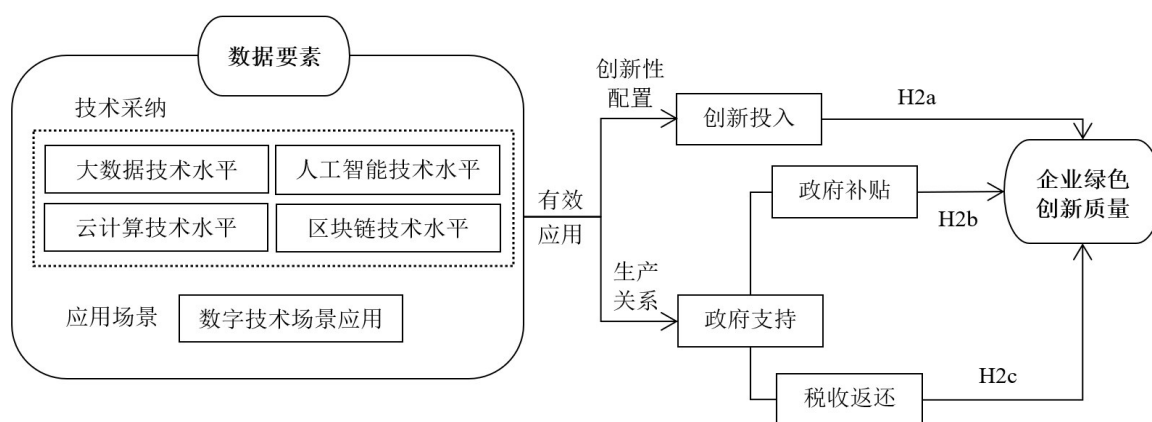 数据要素
技术采纳
大数据技术水平
人工智能技术水平
云计算技术水平
区块链技术水平
应用场景
数字技术场景应用
有效
应用
创新性
配置
创新投入
H2a
生产
关系
政府支持
政府补贴
H2b
税收返还
H2c
企业绿色
创新质量